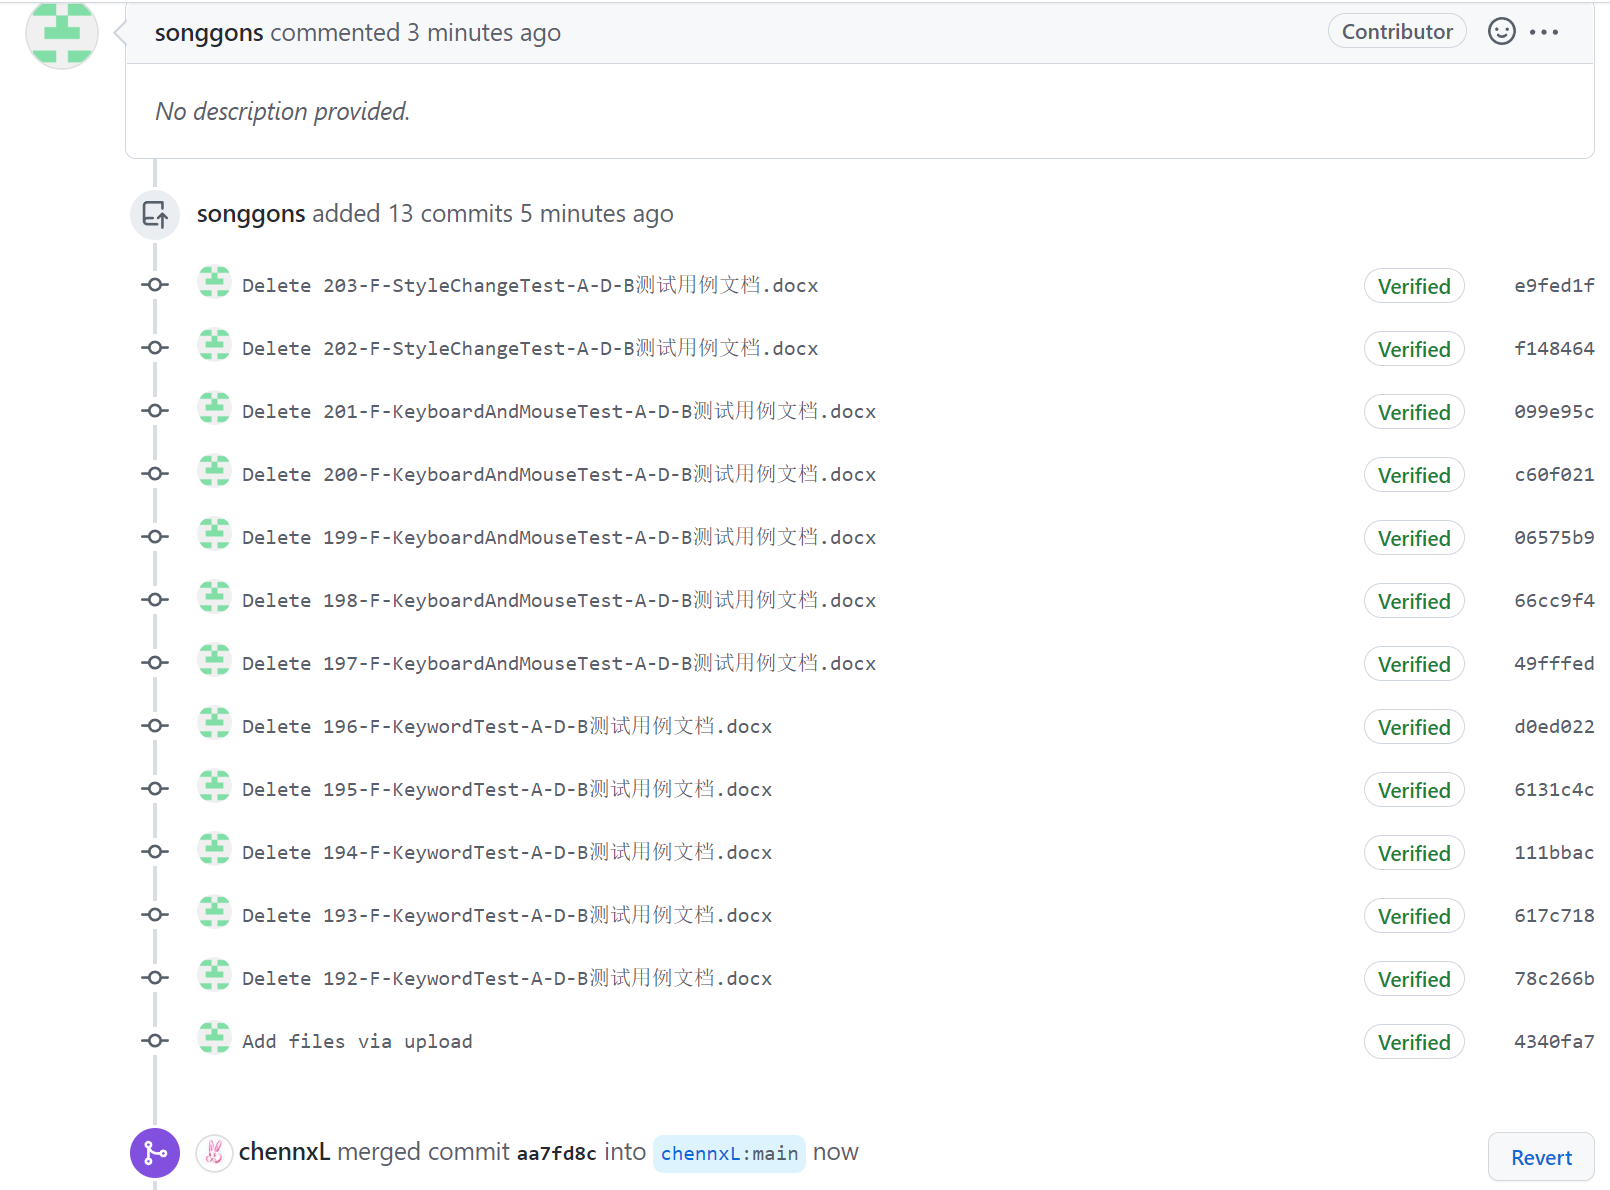 songgons commented 3 minutes ago Contributor
No description provided.
songgons added 13 commits 5 minutes ago
Delete 203-F-StyleChangeTest-A-D-B测试用例文档.docx Verified e9fed1f
Delete 202-F-StyleChangeTest-A-D-B测试用例文档.docx Verified f148464
Delete 201-F-KeyboardAndMouseTest-A-D-B测试用例文档.docx Verified 099e95c
Delete 200-F-KeyboardAndMouseTest-A-D-B测试用例文档.docx Verified c60f021
Delete 199-F-KeyboardAndMouseTest-A-D-B测试用例文档.docx Verified 06575b9
Delete 198-F-KeyboardAndMouseTest-A-D-B测试用例文档.docx Verified 66cc9f4
Delete 197-F-KeyboardAndMouseTest-A-D-B测试用例文档.docx Verified 49fffed
Delete 196-F-KeywordTest-A-D-B测试用例文档.docx Verified d0ed022
Delete 195-F-KeywordTest-A-D-B测试用例文档.docx Verified 6131c4c
Delete 194-F-KeywordTest-A-D-B测试用例文档.docx Verified 111bbac
Delete 193-F-KeywordTest-A-D-B测试用例文档.docx Verified 617c718
Delete 192-F-KeywordTest-A-D-B测试用例文档.docx Verified 78c266b
Add files via upload Verified 4340fa7
chennxL merged commit aa7fd8c into chennxL:main now Revert